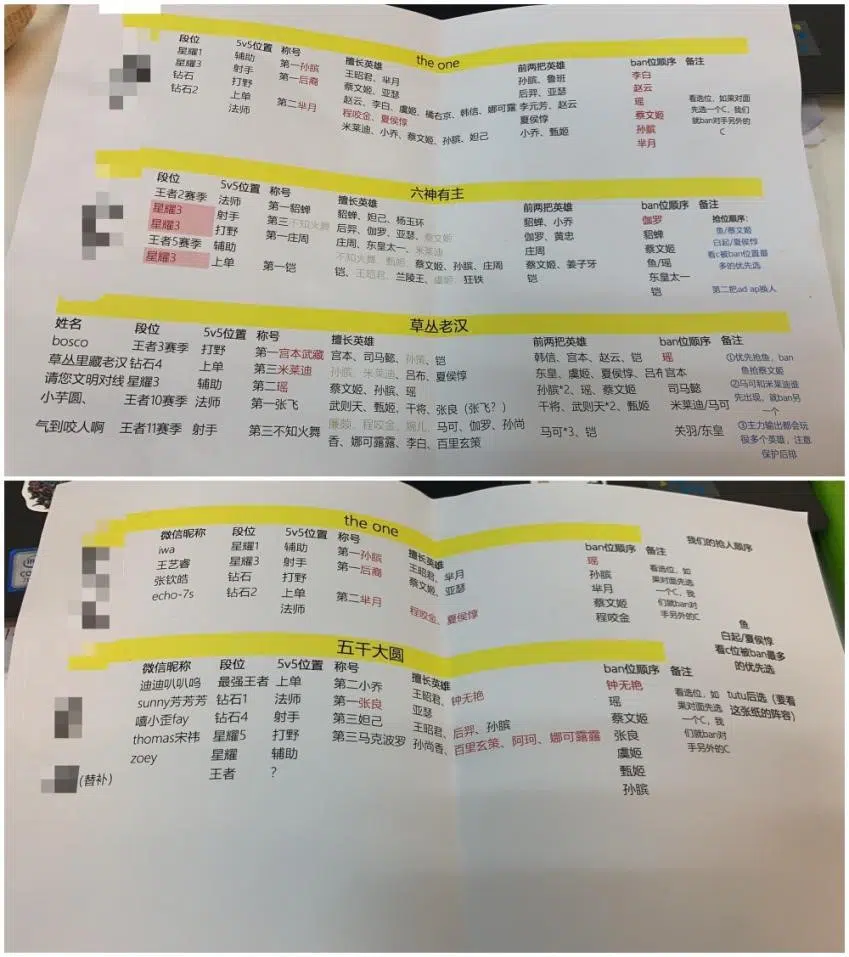 the one
段位 5v5位置 称号 擅长英雄 前两把英雄 ban位顺序 备注
星耀1 辅助 第一孙膑 王昭君、芈月 孙膑、鲁班 李白
星耀3 射手 第一后裔 蔡文姬、亚瑟 后羿、亚瑟 赵云
钻石 打野 赵云、李白、虞姬、橘右京、韩信、娜可露 李元芳、赵云 瑶
钻石2 上单 第二芈月 程咬金、夏侯惇 夏侯惇 蔡文姬
法师 米莱迪、小乔、蔡文姬、孙膑、妲己 小乔、甄姬 孙膑
芈月
看选位，如果对面
先选一个C，我们
就ban对手另外的
C
六神有主
段位 5v5位置 称号 擅长英雄 前两把英雄 ban位顺序 备注
王者2赛季 法师 第一貂蝉 貂蝉、妲己、杨玉环 貂蝉、小乔 伽罗
星耀3 射手 第三不知火舞 后羿、伽罗、亚瑟、蔡文姬 伽罗、黄忠 貂蝉
星耀3 打野 第一庄周 庄周、东皇太一、米莱迪 庄周 蔡文姬
王者5赛季 辅助 不知火舞、甄姬、蔡文姬、孙膑、庄周 蔡文姬、姜子牙 鱼/瑶
星耀3 上单 第一铠 铠、王昭君、兰陵王、虞姬、狂铁 铠 东皇太一
铠
抢位顺序：
鱼/蔡文姬
白起/夏侯惇
看c被ban位置最
多的优先选
第二把ad ap换人
草丛老汉
姓名 段位 5v5位置 称号 擅长英雄 前两把英雄 ban位顺序 备注
bosco 王者3赛季 打野 第一宫本武藏 宫本、司马懿、孙策、铠 韩信、宫本、赵云、铠 瑶
草丛里藏老汉 钻石4 上单 第三米莱迪 孙膑、米莱迪、吕布、夏侯惇 东皇、虞姬、夏侯惇、吕布 宫本
请您文明对线 星耀3 辅助 第二瑶 蔡文姬、孙膑、瑶 孙膑*2、瑶、蔡文姬 司马懿
小芋圆、 王者10赛季 法师 第一张飞 武则天、甄姬、干将、张良（张飞？） 干将、武则天*2、甄姬 米莱迪/马可
气到咬人啊 王者11赛季 射手 第三不知火舞 廉颇、程咬金、婉儿、马可、伽罗、孙尚香、娜可露露、李白、百里玄策 马可*3、铠 关羽/东皇
①优先抢鱼，ban
鱼抢蔡文姬
②马可和米莱迪谁
先出现，就ban另
一个
③主力输出都会玩
很多个英雄，注意
保护后排
the one
微信昵称 段位 5v5位置 称号 擅长英雄 ban位顺序 备注
iwa 星耀1 辅助 第一孙膑 王昭君、芈月 瑶
王艺睿 星耀3 射手 第一后裔 蔡文姬、亚瑟 孙膑
张钦皓 钻石 打野 芈月
echo-7s 钻石2 上单 第二芈月 程咬金、夏侯惇 蔡文姬
法师 程咬金
看选位，如
果对面先选
一个C，我
们就ban对
手另外的C
我们的抢人顺序
鱼
白起/夏侯惇
看c位被ban最多
的优先选
五千大圆
微信昵称 段位 5v5位置 称号 擅长英雄 ban位顺序 备注
迪迪叭叭呜 最强王者 上单 第二小乔 王昭君、钟无艳 钟无艳
sunny芳芳芳 钻石1 法师 第一张良 亚瑟 瑶
嘻小歪fay 钻石4 射手 第三妲己 王昭君、后羿、孙膑 蔡文姬
thomas宋祎 星耀5 打野 第三马克波罗 孙尚香、百里玄策、阿珂、娜可露露 张良
zoey 星耀 辅助 虞姬
(替补) 王者 ？ 甄姬
孙膑
看选位，如
果对面先选
一个C，我
们就ban对
手另外的C
tutu后选（要看
这张纸的阵容）